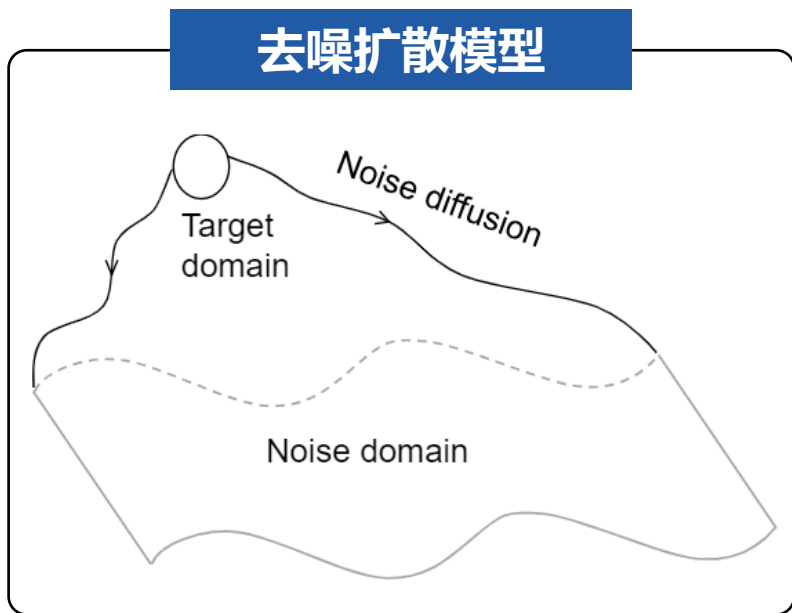 去噪扩散模型
Noise diffusion
Target
domain
Noise domain